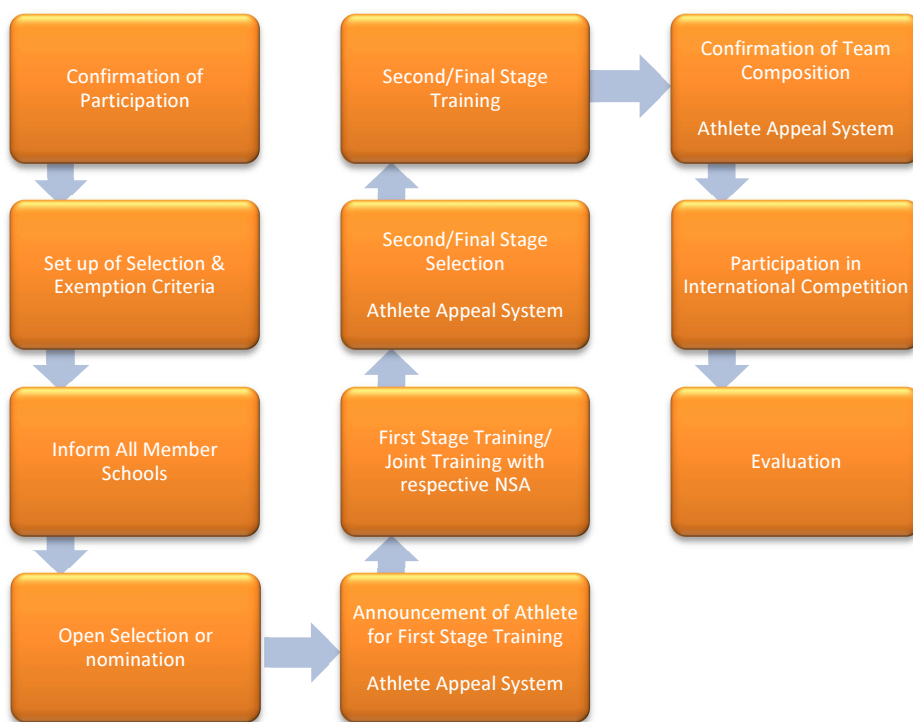 Confirmation of
Participation
Set up of Selection &
Exemption Criteria
Inform All Member
Schools
Open Selection or
nomination
Announcement of Athlete
for First Stage Training
Athlete Appeal System
First Stage Training/
Joint Training with
respective NSA
Second/Final Stage
Selection
Athlete Appeal System
Second/Final Stage
Training
Confirmation of Team
Composition
Athlete Appeal System
Participation in
International Competition
Evaluation